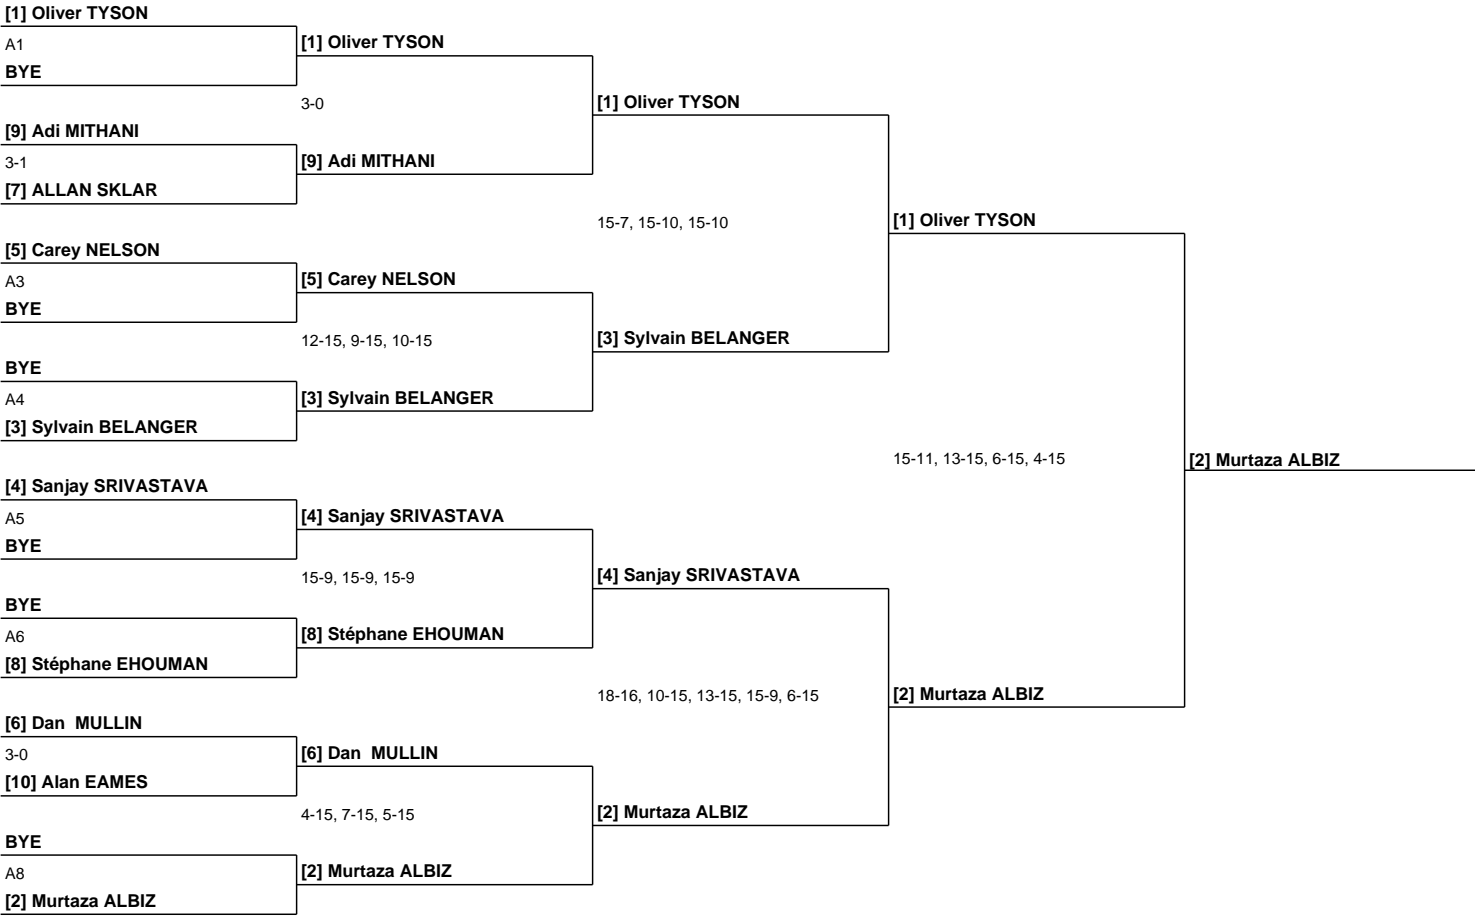 [1] Oliver TYSON
A1
BYE
[9] Adi MITHANI
3-1
[7] ALLAN SKLAR
[5] Carey NELSON
A3
BYE
BYE
A4
[3] Sylvain BELANGER
[4] Sanjay SRIVASTAVA
A5
BYE
BYE
A6
[8] Stéphane EHOUMAN
[6] Dan  MULLIN
3-0
[10] Alan EAMES
BYE
A8
[2] Murtaza ALBIZ
[1] Oliver TYSON
3-0
[9] Adi MITHANI
[5] Carey NELSON
12-15, 9-15, 10-15
[3] Sylvain BELANGER
[4] Sanjay SRIVASTAVA
15-9, 15-9, 15-9
[8] Stéphane EHOUMAN
[6] Dan  MULLIN
4-15, 7-15, 5-15
[2] Murtaza ALBIZ
[1] Oliver TYSON
15-7, 15-10, 15-10
[3] Sylvain BELANGER
[4] Sanjay SRIVASTAVA
18-16, 10-15, 13-15, 15-9, 6-15
[2] Murtaza ALBIZ
[1] Oliver TYSON
15-11, 13-15, 6-15, 4-15
[2] Murtaza ALBIZ
[2] Murtaza ALBIZ